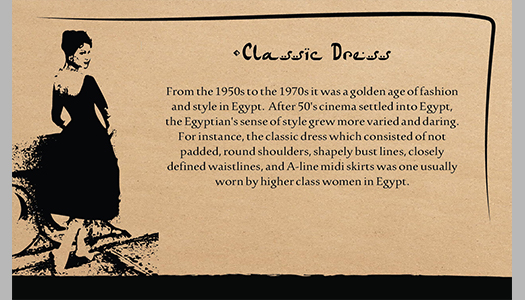 Classic Dress
From the 1950s to the 1970s it was a golden age of fashion
and style in Egypt. After 50's cinema settled into Egypt,
the Egyptian's sense of style grew more varied and daring.
For instance, the classic dress which consisted of not
padded, round shoulders, shapely bust lines, closely
defined waistlines, and A-line midi skirts was one usually
worn by higher class women in Egypt.